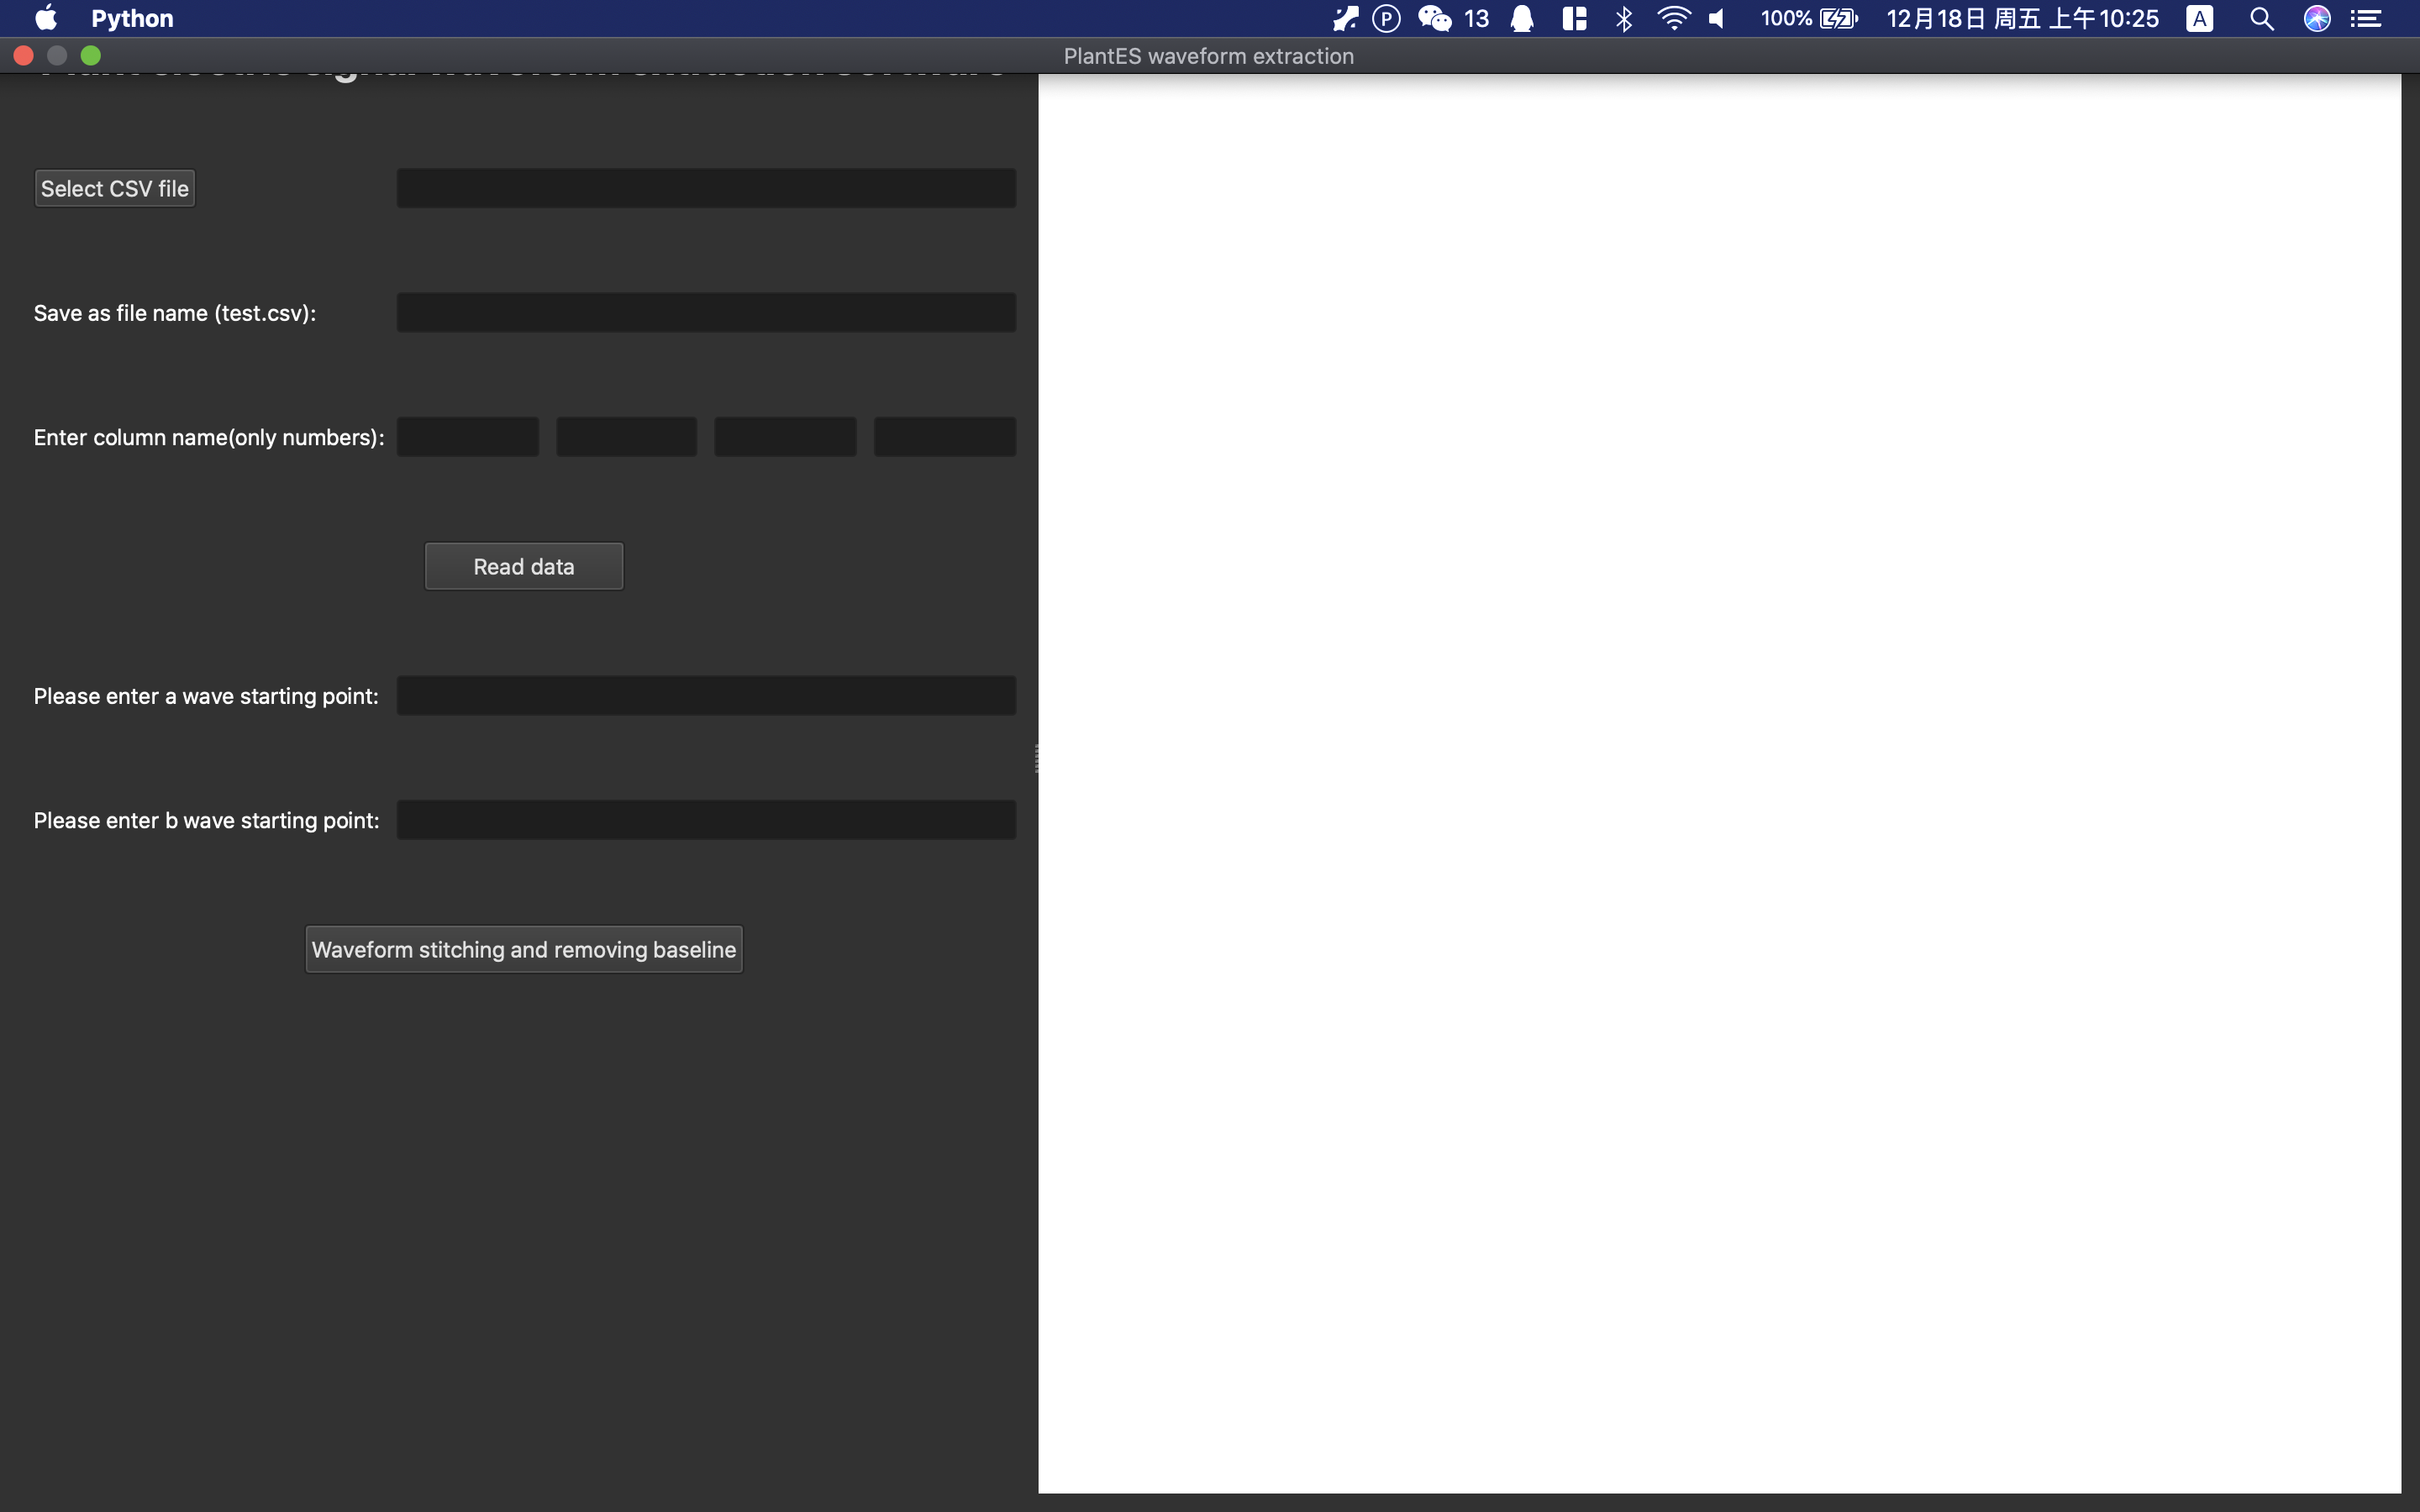 Python
P 13 100% 12月18日 周五 上午10:25 A
PlantES waveform extraction
Select CSV file
Save as file name (test.csv):
Enter column name(only numbers):
Read data
Please enter a wave starting point:
Please enter b wave starting point:
Waveform stitching and removing baseline